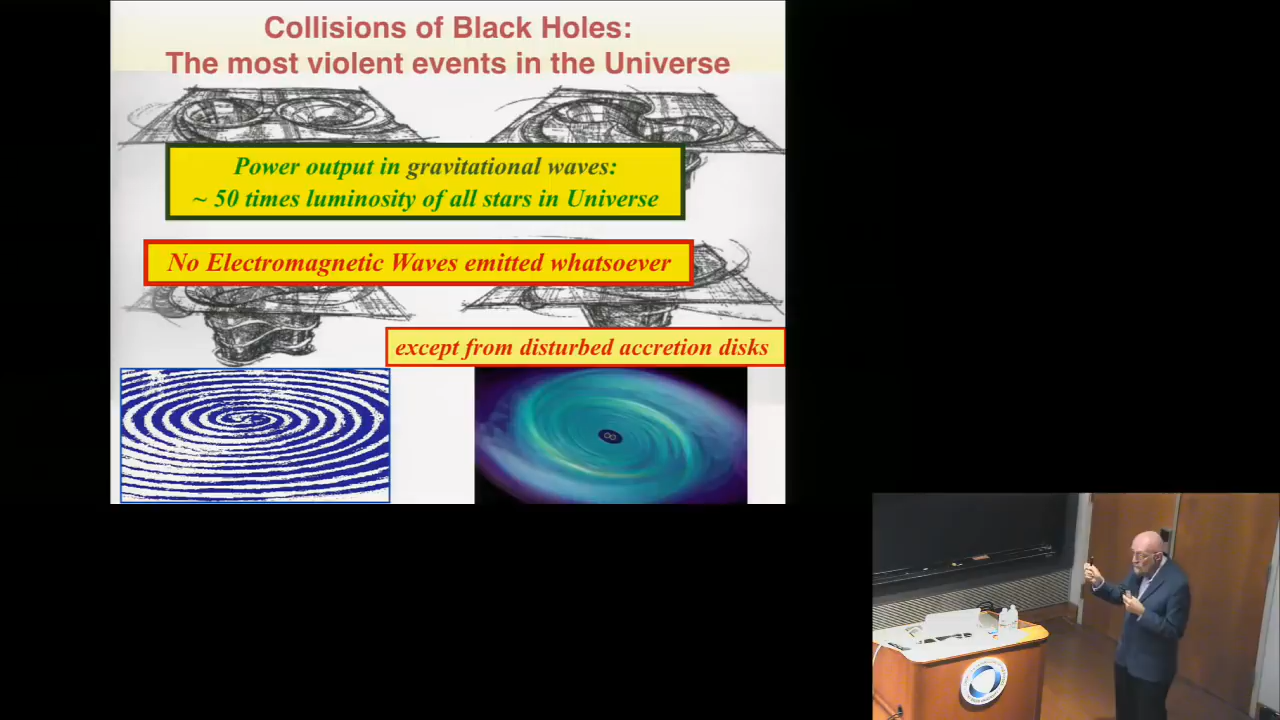 Collisions of Black Holes:
The most violent events in the Universe
Power output in gravitational waves:
~ 50 times luminosity of all stars in Universe
No Electromagnetic Waves emitted whatsoever
except from disturbed accretion disks